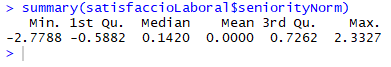 > summary(satisfaccioLaboral$seniorityNorm)
Min. 1st Qu. Median Mean 3rd Qu. Max.
-2.7788 -0.5882 0.1420 0.0000 0.7262 2.3327
>